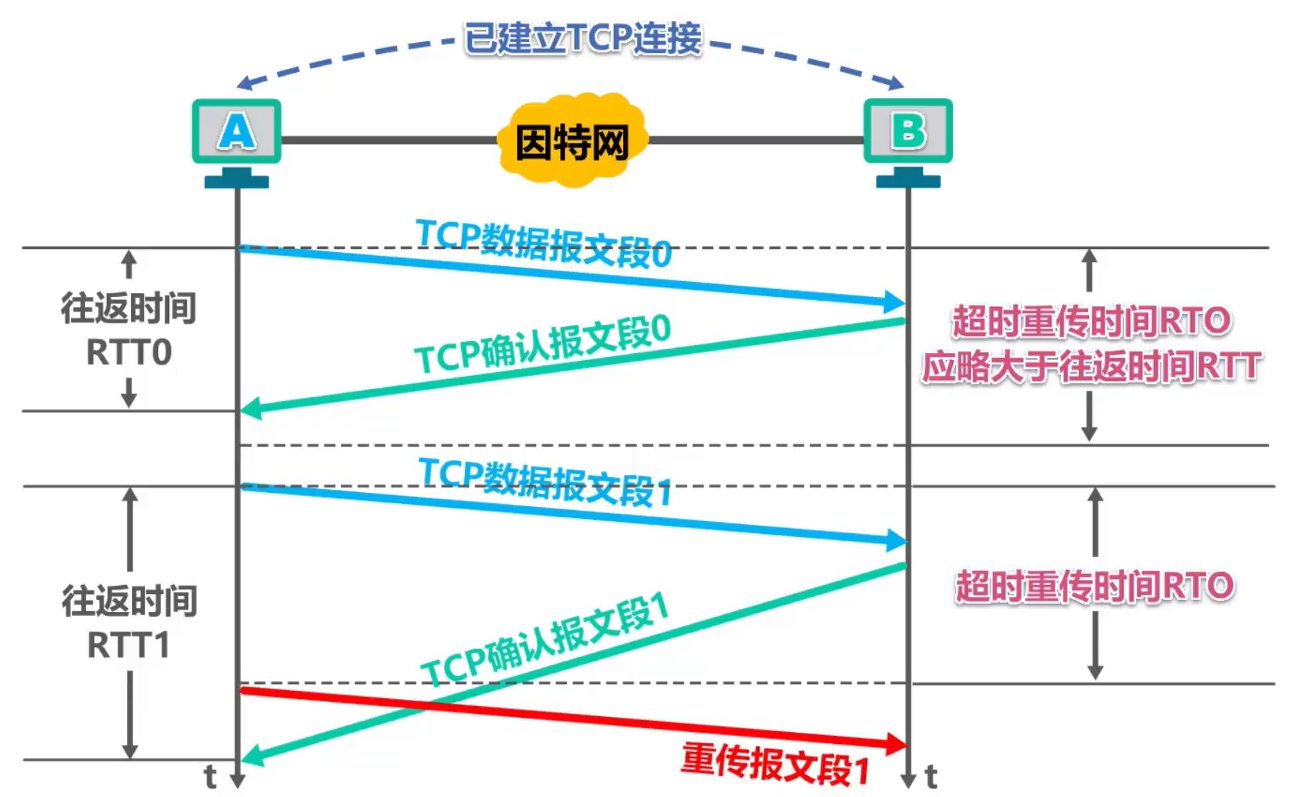 已建立TCP连接
A
因特网
B
TCP数据报文段0
往返时间
RTT0
TCP确认报文段0
超时重传时间RTO
应略大于往返时间RTT
TCP数据报文段1
往返时间
RTT1
TCP确认报文段1
超时重传时间RTO
重传报文段1
t
t